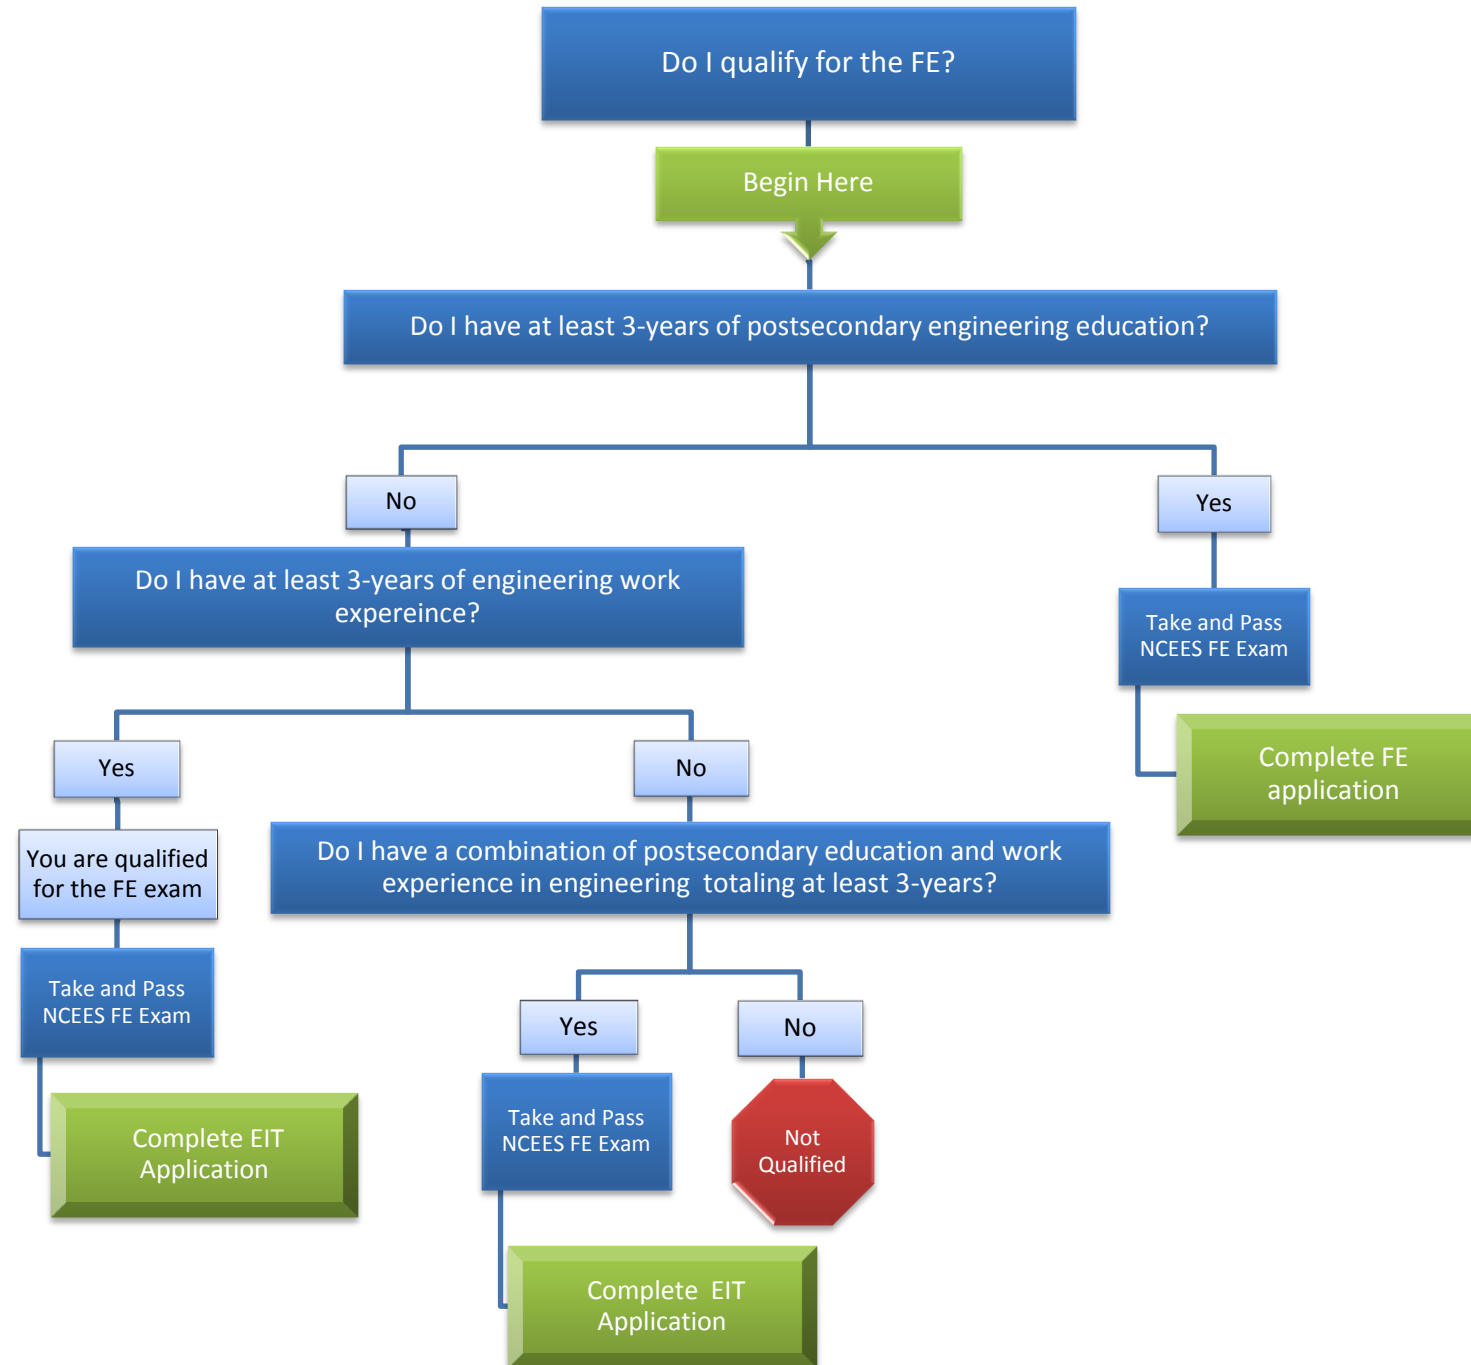 Do I qualify for the FE?
Begin Here
Do I have at least 3-years of postsecondary engineering education?
No
Yes
Do I have at least 3-years of engineering work
expereince?
Take and Pass
NCEES FE Exam
Complete FE
application
Yes
No
You are qualified
for the FE exam
Do I have a combination of postsecondary education and work
experience in engineering  totaling at least 3-years?
Take and Pass
NCEES FE Exam
Complete EIT
Application
Yes
No
Take and Pass
NCEES FE Exam
Not
Qualified
Complete  EIT
Application